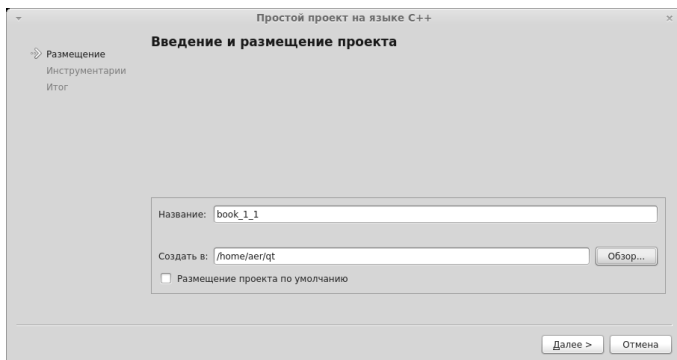 Простой проект на языке C++
Введение и размещение проекта
Размещение
Инструментарии
Итог
Название: book_1_1
Создать в: /home/aer/qt Обзор...
Размещение проекта по умолчанию
Далее > Отмена